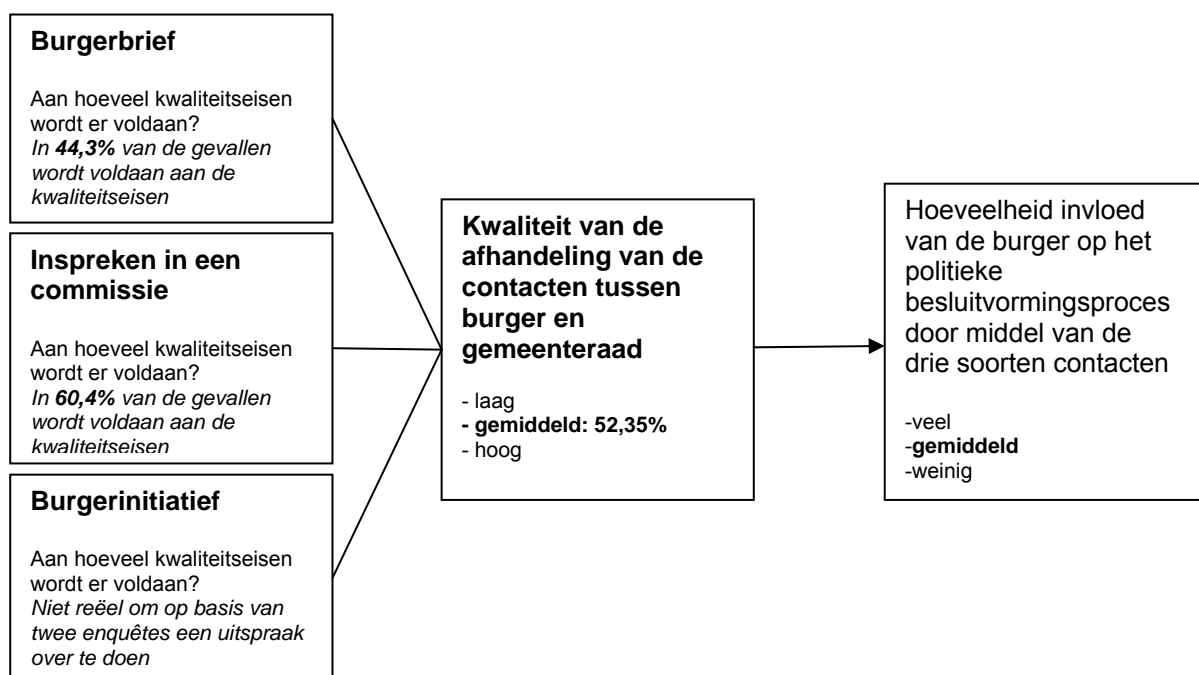 Burgerbrief
Aan hoeveel kwaliteitseisen
wordt er voldaan?
In 44,3% van de gevallen
wordt voldaan aan de
kwaliteitseisen
Inspreken in een
commissie
Aan hoeveel kwaliteitseisen
wordt er voldaan?
In 60,4% van de gevallen
wordt voldaan aan de
kwaliteitseisen
Burgerinitiatief
Aan hoeveel kwaliteitseisen
wordt er voldaan?
Niet reëel om op basis van
twee enquêtes een uitspraak
over te doen
Kwaliteit van de
afhandeling van de
contacten tussen
burger en
gemeenteraad
- laag
- gemiddeld: 52,35%
- hoog
Hoeveelheid invloed
van de burger op het
politieke
besluitvormingsproces
door middel van de
drie soorten contacten
-veel
-gemiddeld
-weinig